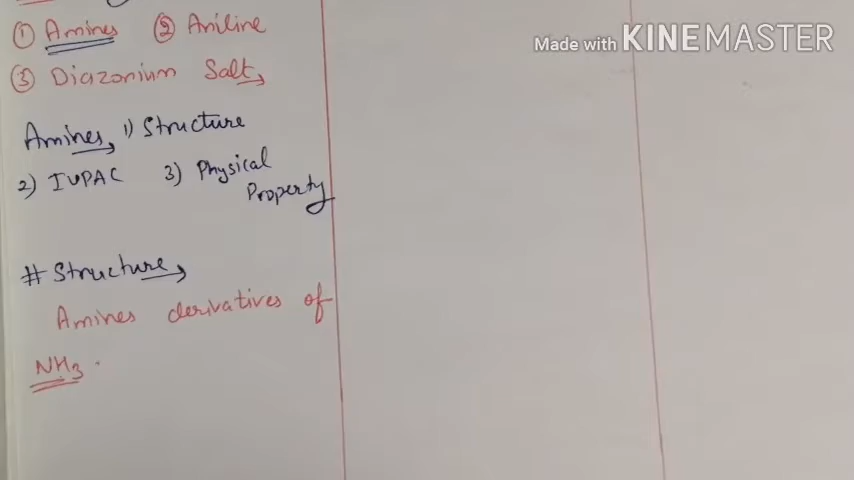 ① Amines ② Aniline
③ Diazonium Salt
Amines, 1) Structure
2) IUPAC 3) Physical
Property
# Structure
Amines derivatives of
NH3.
Made with KINEMASTER